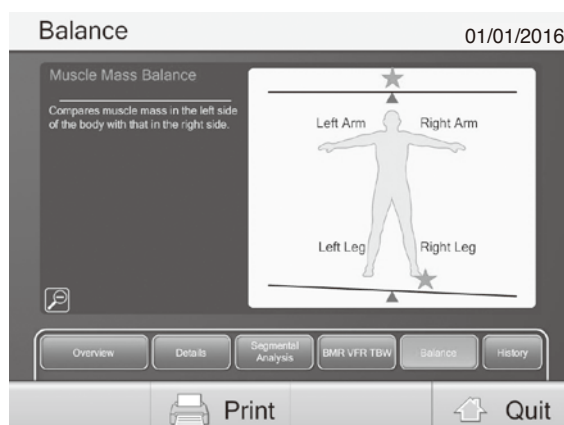 Balance
01/01/2016
Muscle Mass Balance
Compares muscle mass in the left side
of the body with that in the right side.
Left Arm
Right Arm
Left Leg
Right Leg
Overview
Details
Segmental
Analysis
BMR VFR TBW
Balance
History
Print
Quit